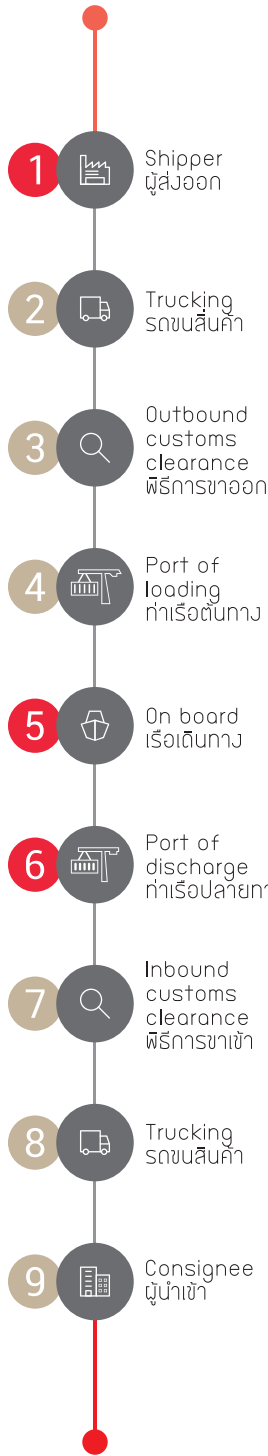 1
Shipper
ผู้ส่งออก
2
Trucking
รถขนสินค้า
3
Outbound
customs
clearance
พิธีการขาออก
4
Port of
loading
ท่าเรือต้นทาง
5
On board
เรือเดินทาง
6
Port of
discharge
ท่าเรือปลายทา
7
Inbound
customs
clearance
พิธีการขาเข้า
8
Trucking
รถขนสินค้า
9
Consignee
ผู้นำเข้า